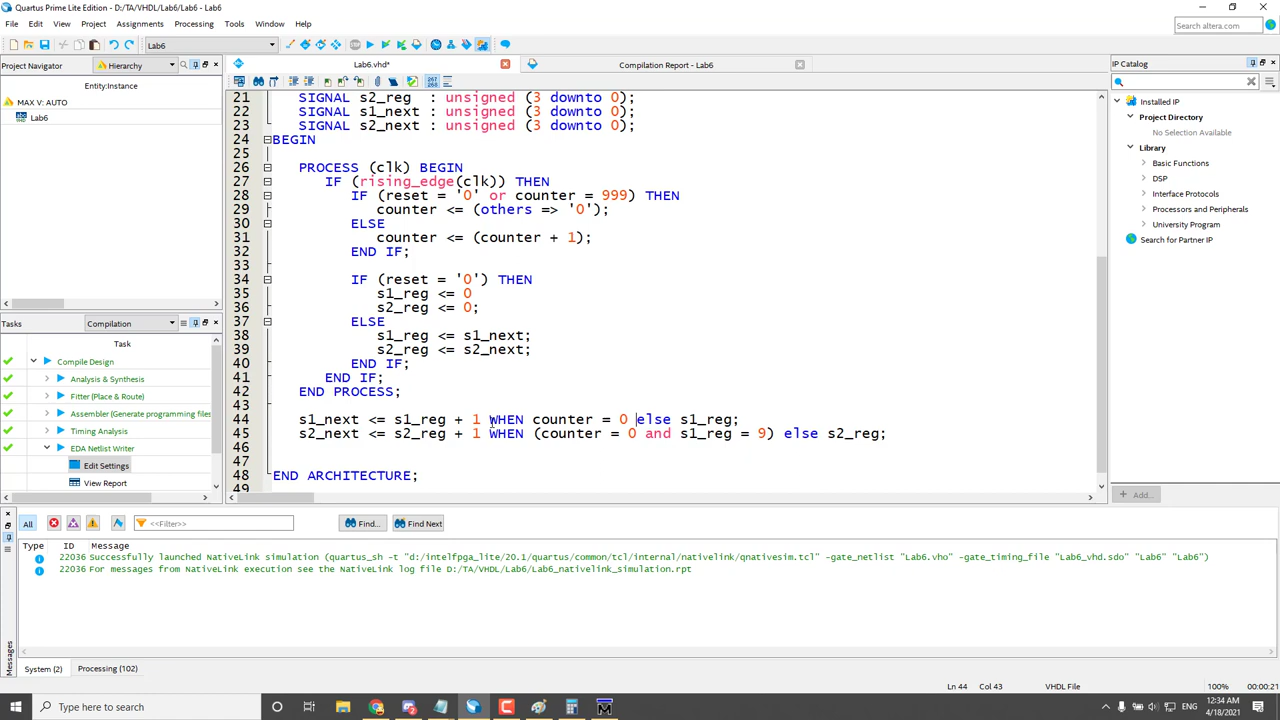 Quartus Prime Lite Edition - D:/TA/VHDL/Lab6/Lab6 - Lab6
File Edit View Project Assignments Processing Tools Window Help
Search altera.com
Lab6
Project Navigator Hierarchy Lab6.vhd* Compilation Report - Lab6 IP Catalog
Entity:Instance
MAX V: AUTO
Lab6
21 SIGNAL s2_reg : unsigned (3 downto 0);
22 SIGNAL s1_next : unsigned (3 downto 0);
23 SIGNAL s2_next : unsigned (3 downto 0);
24 BEGIN
25
26 PROCESS (clk) BEGIN
27 IF (rising_edge(clk)) THEN
28 IF (reset = '0' or counter = 999) THEN
29 counter <= (others => '0');
30 ELSE
31 counter <= (counter + 1);
32 END IF;
33
34 IF (reset = '0') THEN
35 s1_reg <= 0
36 s2_reg <= 0;
37 ELSE
38 s1_reg <= s1_next;
39 s2_reg <= s2_next;
40 END IF;
41 END IF;
42 END PROCESS;
43
44 s1_next <= s1_reg + 1 WHEN counter = 0 else s1_reg;
45 s2_next <= s2_reg + 1 WHEN (counter = 0 and s1_reg = 9) else s2_reg;
46
47
48 END ARCHITECTURE;
49
Installed IP
Project Directory
No Selection Available
Library
Basic Functions
DSP
Interface Protocols
Processors and Peripherals
University Program
Search for Partner IP
Add...
Tasks Compilation
Task
Compile Design
Analysis & Synthesis
Fitter (Place & Route)
Assembler (Generate programming files
Timing Analysis
EDA Netlist Writer
Edit Settings
View Report
All <<Filter>> Find... Find Next
Type ID Message
22036 Successfully launched NativeLink simulation (quartus_sh -t "d:/intelfpga_lite/20.1/quartus/common/tcl/internal/nativelink/qnativesim.tcl" -gate_netlist "Lab6.vho" -gate_timing_file "Lab6_vhd.sdo" "Lab6" "Lab6")
22036 For messages from NativeLink execution see the NativeLink log file D:/TA/VHDL/Lab6/Lab6_nativelink_simulation.rpt
Messages
System (2) Processing (102)
Ln 44 Col 43 VHDL File 100% 00:00:21
Type here to search
ENG
12:34 AM
4/18/2021